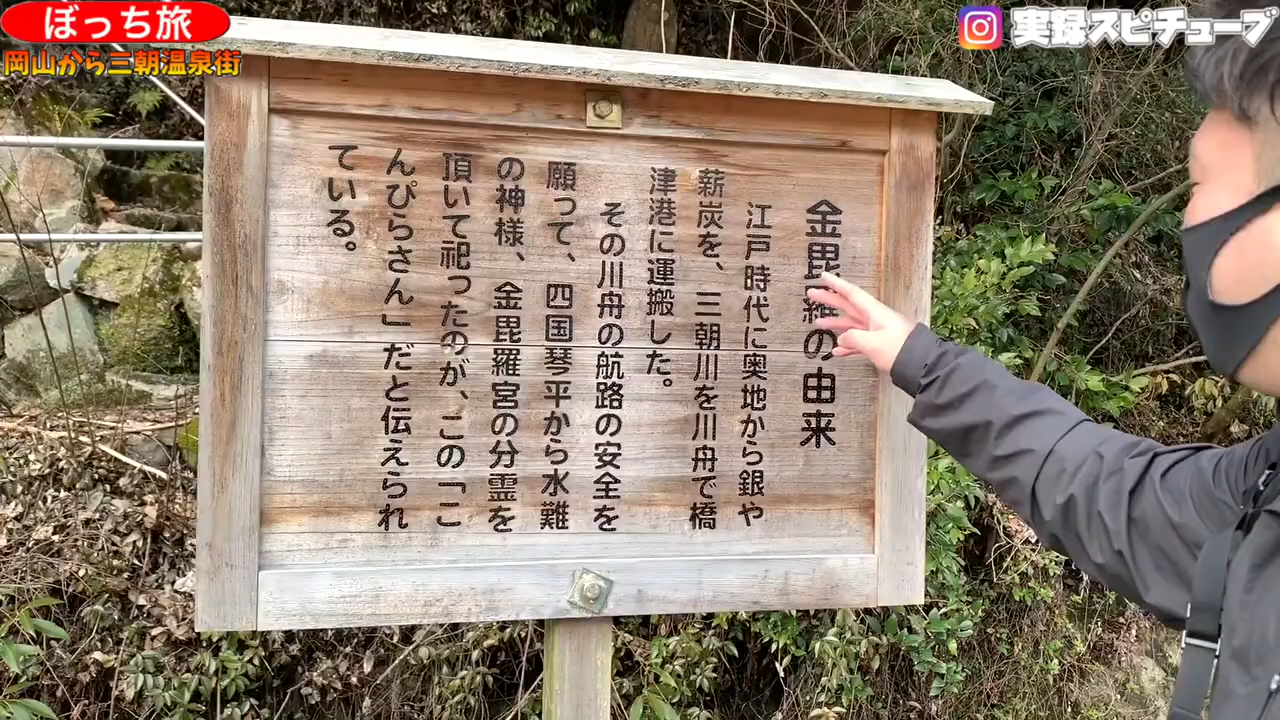 ぼっち旅
岡山から三朝温泉街
実録スピチューブ
金毘羅の由来
江戸時代に奥地から銀や
薪炭を、三朝川を川舟で橋
津港に運搬した。
その川舟の航路の安全を
願って、四国琴平から水難
の神様、金毘羅宮の分霊を
頂いて祀ったのが、この「こ
んぴらさん」だと伝えられ
ている。